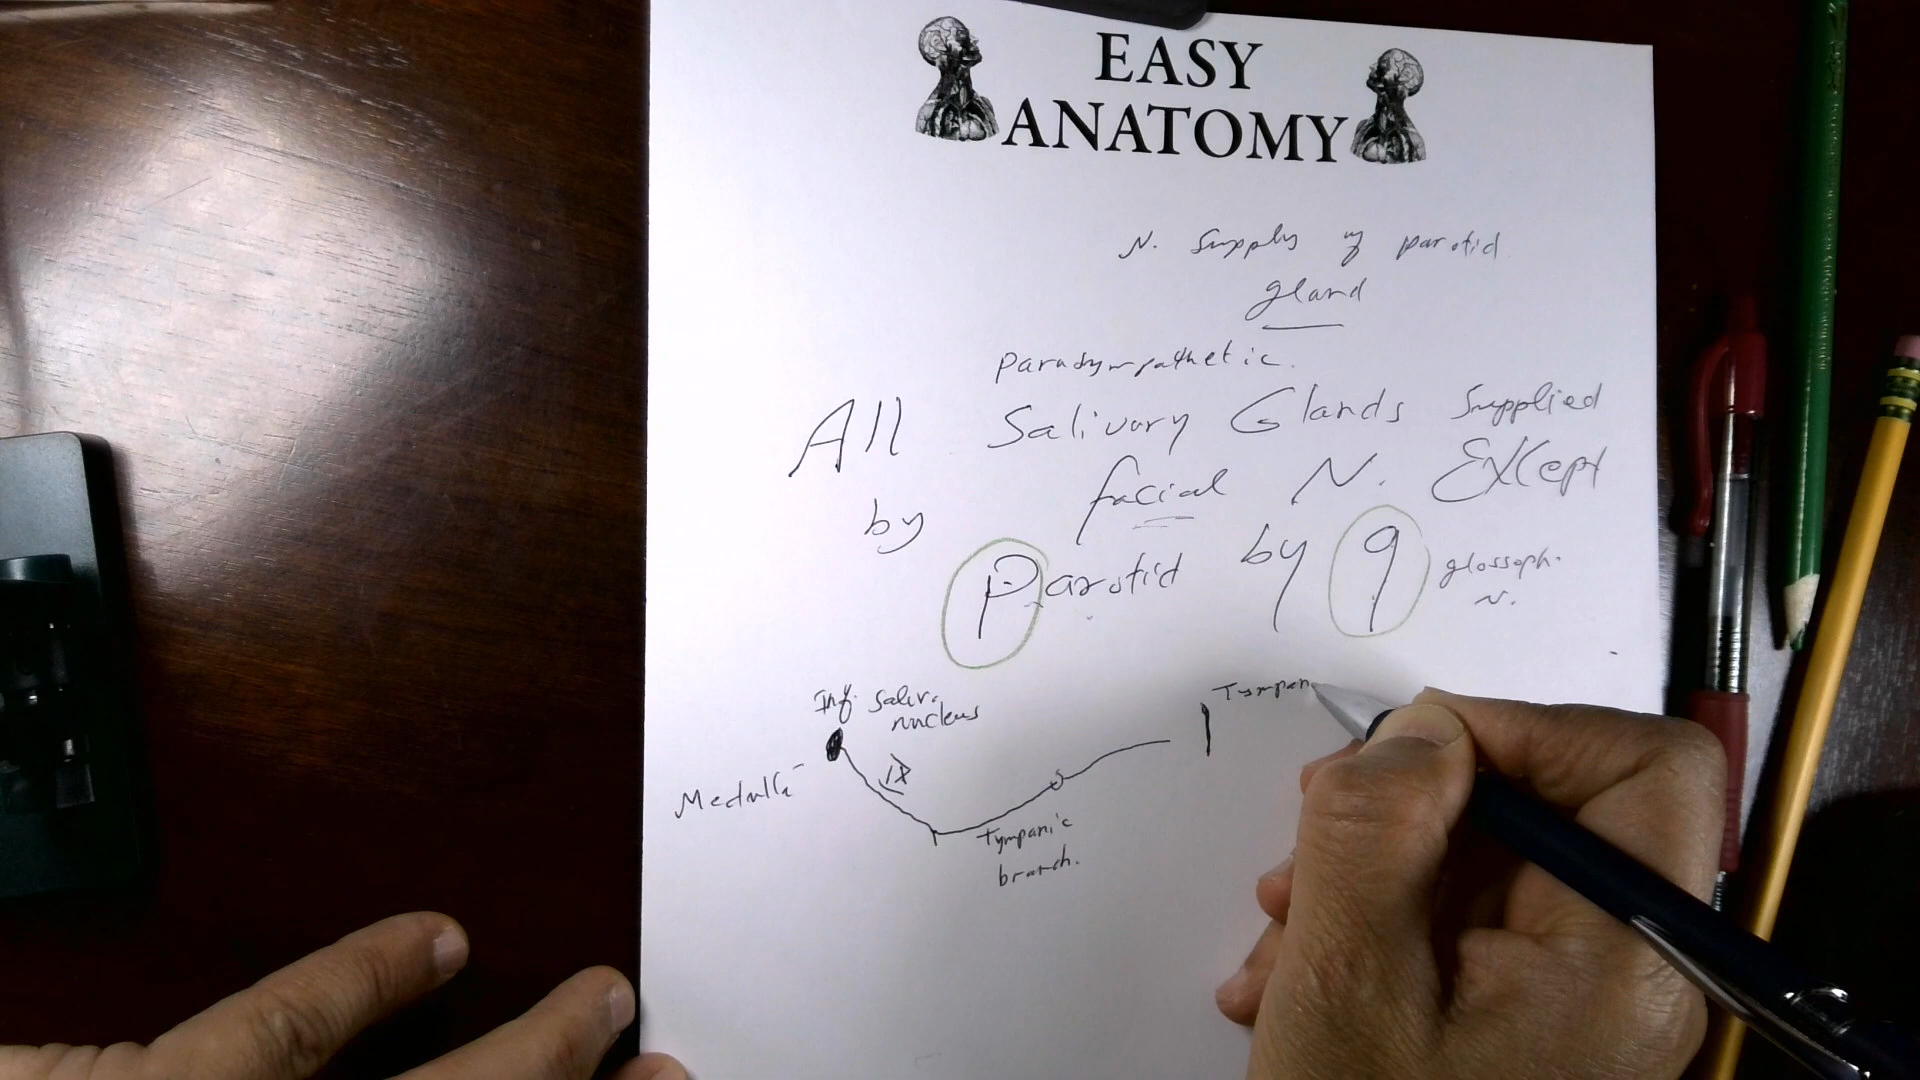 EASY
ANATOMY
N. Supply of parotid
gland
parasympathetic.
All Salivary Glands Supplied
by facial N. Except
Parotid by 9 glossoph.
N.
Inf. Saliv.
nucleus
Medulla
IX
Tympanic
branch.
Tympan